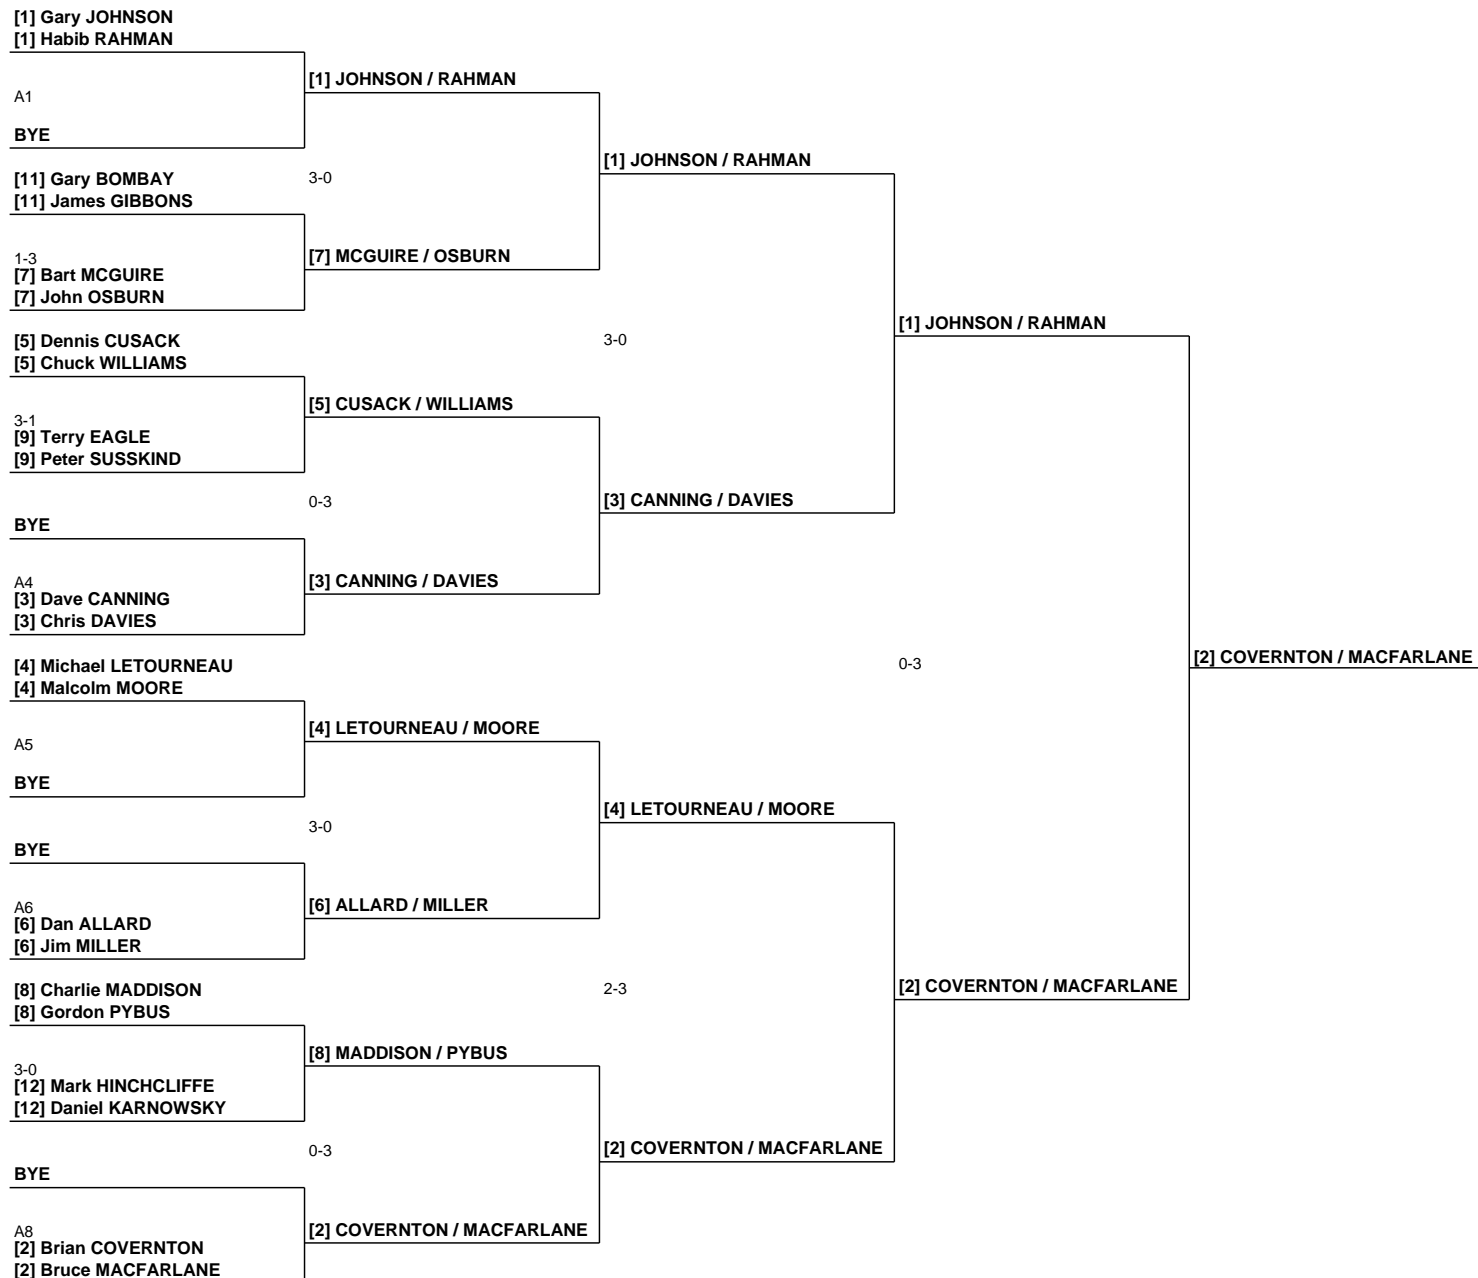 [1] Gary JOHNSON
[1] Habib RAHMAN
[1] JOHNSON / RAHMAN
A1
BYE
[1] JOHNSON / RAHMAN
[11] Gary BOMBAY
3-0
[11] James GIBBONS
1-3
[7] MCGUIRE / OSBURN
[7] Bart MCGUIRE
[7] John OSBURN
[1] JOHNSON / RAHMAN
[5] Dennis CUSACK
3-0
[5] Chuck WILLIAMS
[5] CUSACK / WILLIAMS
3-1
[9] Terry EAGLE
[9] Peter SUSSKIND
0-3
[3] CANNING / DAVIES
BYE
A4
[3] CANNING / DAVIES
[3] Dave CANNING
[3] Chris DAVIES
[2] COVERNTON / MACFARLANE
[4] Michael LETOURNEAU
0-3
[4] Malcolm MOORE
[4] LETOURNEAU / MOORE
A5
BYE
[4] LETOURNEAU / MOORE
3-0
BYE
A6
[6] ALLARD / MILLER
[6] Dan ALLARD
[6] Jim MILLER
[8] Charlie MADDISON
2-3
[2] COVERNTON / MACFARLANE
[8] Gordon PYBUS
[8] MADDISON / PYBUS
3-0
[12] Mark HINCHCLIFFE
[12] Daniel KARNOWSKY
0-3
[2] COVERNTON / MACFARLANE
BYE
A8
[2] COVERNTON / MACFARLANE
[2] Brian COVERNTON
[2] Bruce MACFARLANE